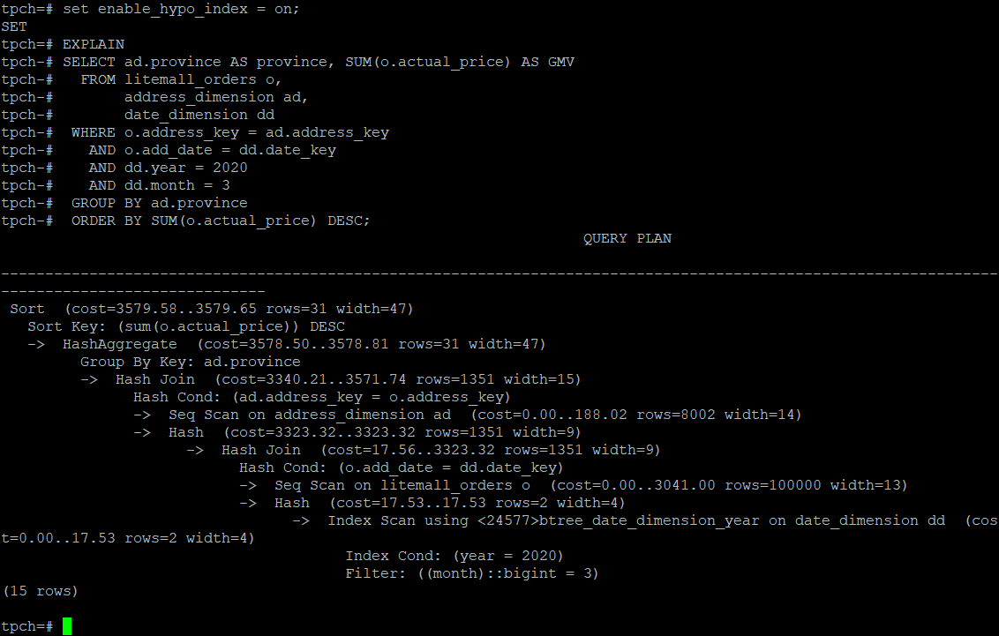 tpch=# set enable_hypo_index = on;
SET
tpch=# EXPLAIN
tpch-# SELECT ad.province AS province, SUM(o.actual_price) AS GMV
tpch-#   FROM litemall_orders o,
tpch-#        address_dimension ad,
tpch-#        date_dimension dd
tpch-#  WHERE o.address_key = ad.address_key
tpch-#    AND o.add_date = dd.date_key
tpch-#    AND dd.year = 2020
tpch-#    AND dd.month = 3
tpch-#  GROUP BY ad.province
tpch-#  ORDER BY SUM(o.actual_price) DESC;
QUERY PLAN
-----------------------------------------------------------------------------------------------------------------
------------------------------
 Sort  (cost=3579.58..3579.65 rows=31 width=47)
   Sort Key: (sum(o.actual_price)) DESC
   ->  HashAggregate  (cost=3578.50..3578.81 rows=31 width=47)
         Group By Key: ad.province
         ->  Hash Join  (cost=3340.21..3571.74 rows=1351 width=15)
               Hash Cond: (ad.address_key = o.address_key)
               ->  Seq Scan on address_dimension ad  (cost=0.00..188.02 rows=8002 width=14)
               ->  Hash  (cost=3323.32..3323.32 rows=1351 width=9)
                     ->  Hash Join  (cost=17.56..3323.32 rows=1351 width=9)
                           Hash Cond: (o.add_date = dd.date_key)
                           ->  Seq Scan on litemall_orders o  (cost=0.00..3041.00 rows=100000 width=13)
                           ->  Hash  (cost=17.53..17.53 rows=2 width=4)
                                 ->  Index Scan using <24577>btree_date_dimension_year on date_dimension dd  (cos
t=0.00..17.53 rows=2 width=4)
                                       Index Cond: (year = 2020)
                                       Filter: ((month)::bigint = 3)
(15 rows)
tpch=#